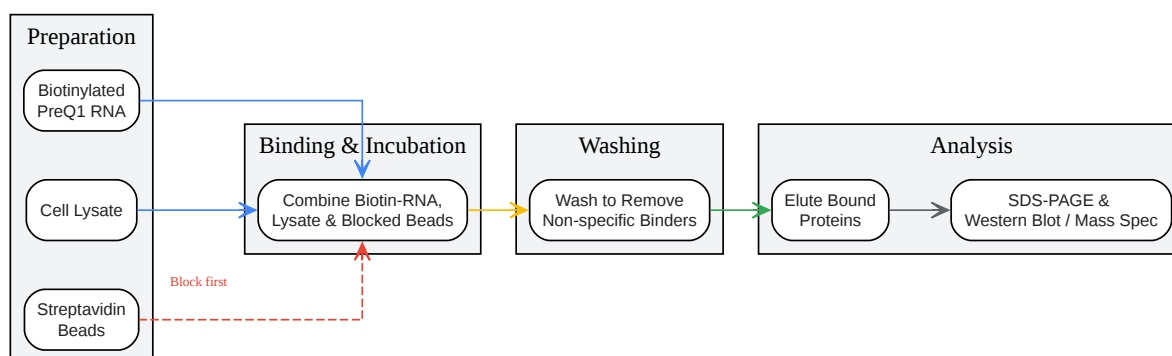 Preparation
Biotinylated
PreQ1 RNA
Cell Lysate
Streptavidin
Beads
Block first
Binding & Incubation
Combine Biotin-RNA,
Lysate & Blocked Beads
Washing
Wash to Remove
Non-specific Binders
Analysis
Elute Bound
Proteins
SDS-PAGE &
Western Blot / Mass Spec